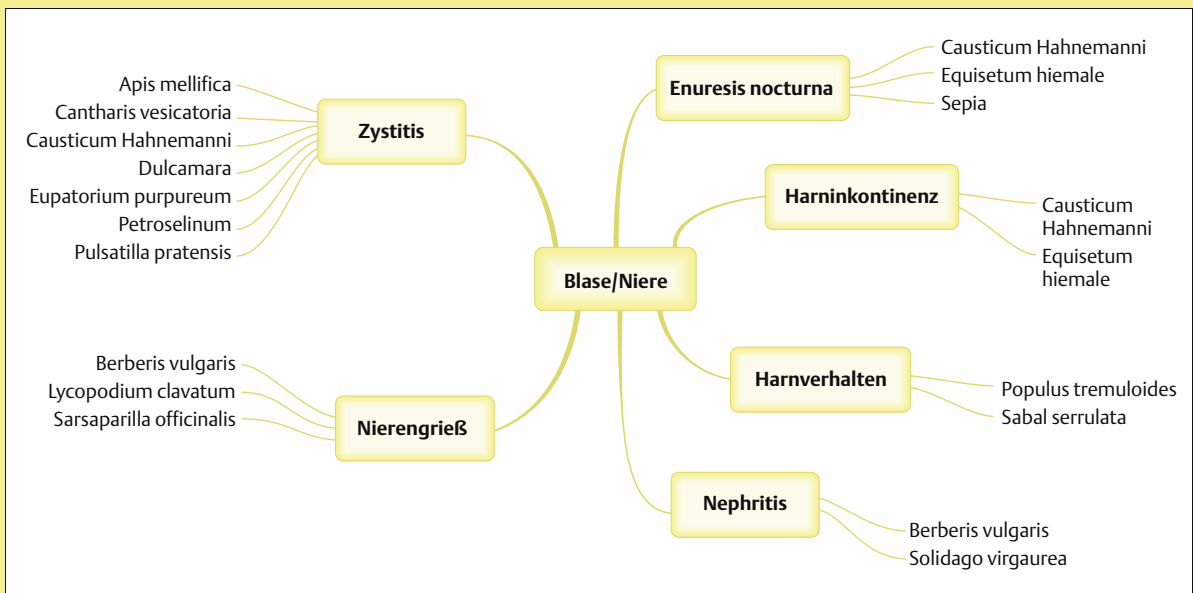 Blase/Niere
Zystitis
Apis mellifica
Cantharis vesicatoria
Causticum Hahnemanni
Dulcamara
Eupatorium purpureum
Petroselinum
Pulsatilla pratensis
Nierengrieß
Berberis vulgaris
Lycopodium clavatum
Sarsaparilla officinalis
Enuresis nocturna
Causticum Hahnemanni
Equisetum hiemale
Sepia
Harninkontinenz
Causticum
Hahnemanni
Equisetum
hiemale
Harnverhalten
Populus tremuloides
Sabal serrulata
Nephritis
Berberis vulgaris
Solidago virgaurea